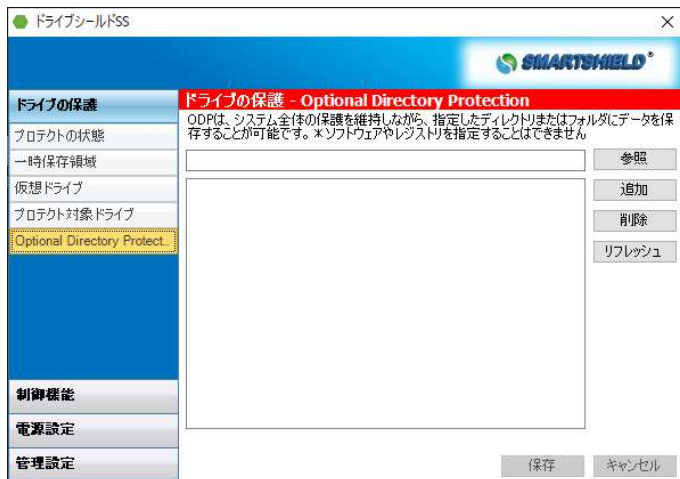 ドライブシールドSS
SMARTSHIELD®
ドライブの保護
プロテクトの状態
一時保存領域
仮想ドライブ
プロテクト対象ドライブ
Optional Directory Protect..
制御機能
電源設定
管理設定
ドライブの保護 - Optional Directory Protection
ODPは、システム全体の保護を維持しながら、指定したディレクトリまたはフォルダにデータを保
存することが可能です。＊ソフトウェアやレジストリを指定することはできません
参照
追加
削除
リフレッシュ
保存
キャンセル